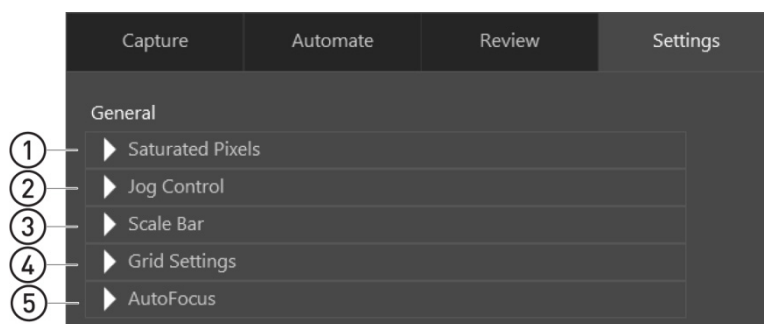 Capture Automate Review Settings
General
1 Saturated Pixels
2 Jog Control
3 Scale Bar
4 Grid Settings
5 AutoFocus